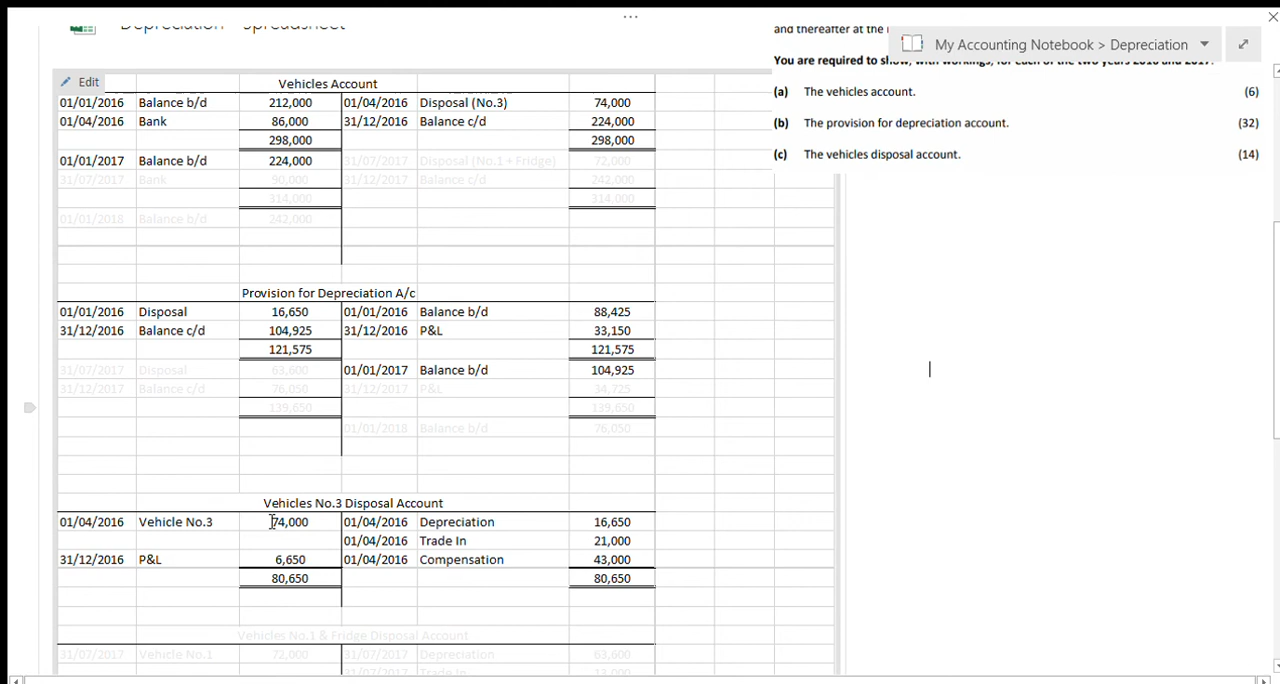 ...
Depreciation - Spreadsheet
and thereafter at the
My Accounting Notebook > Depreciation
You are required to show, with workings, for each of the two years 2016 and 2017:
Edit
(a) The vehicles account. (6)
(b) The provision for depreciation account. (32)
(c) The vehicles disposal account. (14)
Vehicles Account
01/01/2016 Balance b/d 212,000 01/04/2016 Disposal (No.3) 74,000
01/04/2016 Bank 86,000 31/12/2016 Balance c/d 224,000
298,000 298,000
01/01/2017 Balance b/d 224,000 31/07/2017 Disposal (No.1 + Fridge) 72,000
31/07/2017 Bank 90,000 31/12/2017 Balance c/d 242,000
314,000 314,000
01/01/2018 Balance b/d 242,000
Provision for Depreciation A/c
01/01/2016 Disposal 16,650 01/01/2016 Balance b/d 88,425
31/12/2016 Balance c/d 104,925 31/12/2016 P&L 33,150
121,575 121,575
31/07/2017 Disposal 63,600 01/01/2017 Balance b/d 104,925
31/12/2017 Balance c/d 76,050 31/12/2017 P&L 34,725
139,650 139,650
01/01/2018 Balance b/d 76,050
Vehicles No.3 Disposal Account
01/04/2016 Vehicle No.3 74,000 01/04/2016 Depreciation 16,650
01/04/2016 Trade In 21,000
31/12/2016 P&L 6,650 01/04/2016 Compensation 43,000
80,650 80,650
Vehicles No.1 & Fridge Disposal Account
31/07/2017 Vehicle No.1 72,000 31/07/2017 Depreciation 63,600
31/07/2017 Trade In 13,000